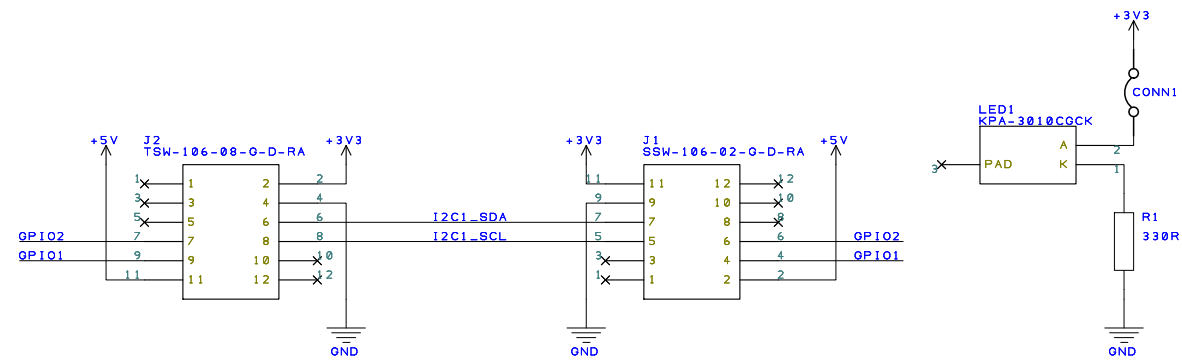 +3V3
CONN1
LED1
KPA-3010CGCK
A 2
3 PAD K 1
R1
330R
GND
J2
TSW-106-08-G-D-RA
+5V +3V3
1 1 2 2
3 3 4 4
5 5 6 6 I2C1_SDA
GPIO2 7 7 8 8 I2C1_SCL
GPIO1 9 9 10 10
11 11 12 12
GND
J1
SSW-106-02-G-D-RA
+3V3 +5V
11 11 12 12
9 9 10 10
7 7 8 8
5 5 6 6 GPIO2
3 3 4 4 GPIO1
1 1 2 2
GND